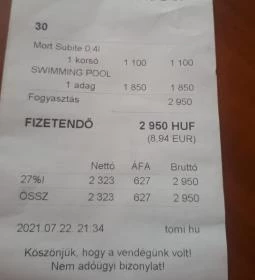 30
Mort Subite 0,4l
1 korsó 1 100 1 100
SWIMMING POOL
1 adag 1 850 1 850
Fogyasztás 2 950
FIZETENDŐ 2 950 HUF
(8,94 EUR)
Nettó ÁFA Bruttó
27%! 2 323 627 2 950
ÖSSZ 2 323 627 2 950
2021.07.22. 21:34 tomi hu
Köszönjük, hogy a vendégünk volt!
Nem adóügyi bizonylat!